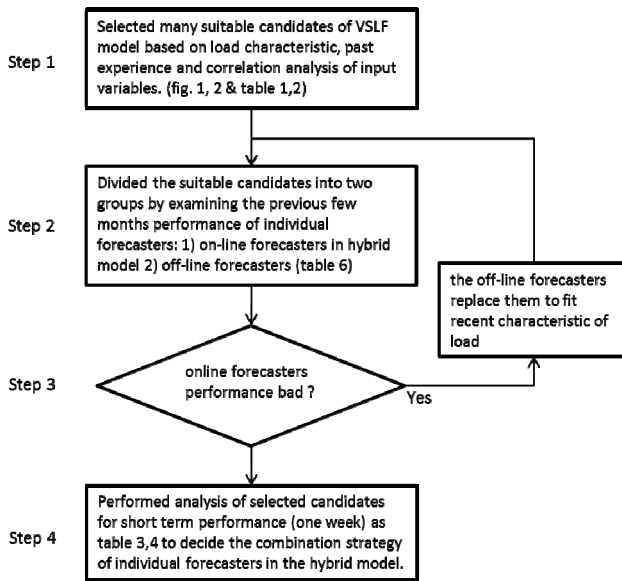 Step 1
Selected many suitable candidates of VSLF
model based on load characteristic, past
experience and correlation analysis of input
variables. (fig. 1, 2 & table 1,2)
Step 2
Divided the suitable candidates into two
groups by examining the previous few
months performance of individual
forecasters: 1) on-line forecasters in hybrid
model 2) off-line forecasters (table 6)
the off-line forecasters
replace them to fit
recent characteristic of
load
Step 3
online forecasters
performance bad ?
Yes
Step 4
Performed analysis of selected candidates
for short term performance (one week) as
table 3,4 to decide the combination strategy
of individual forecasters in the hybrid model.